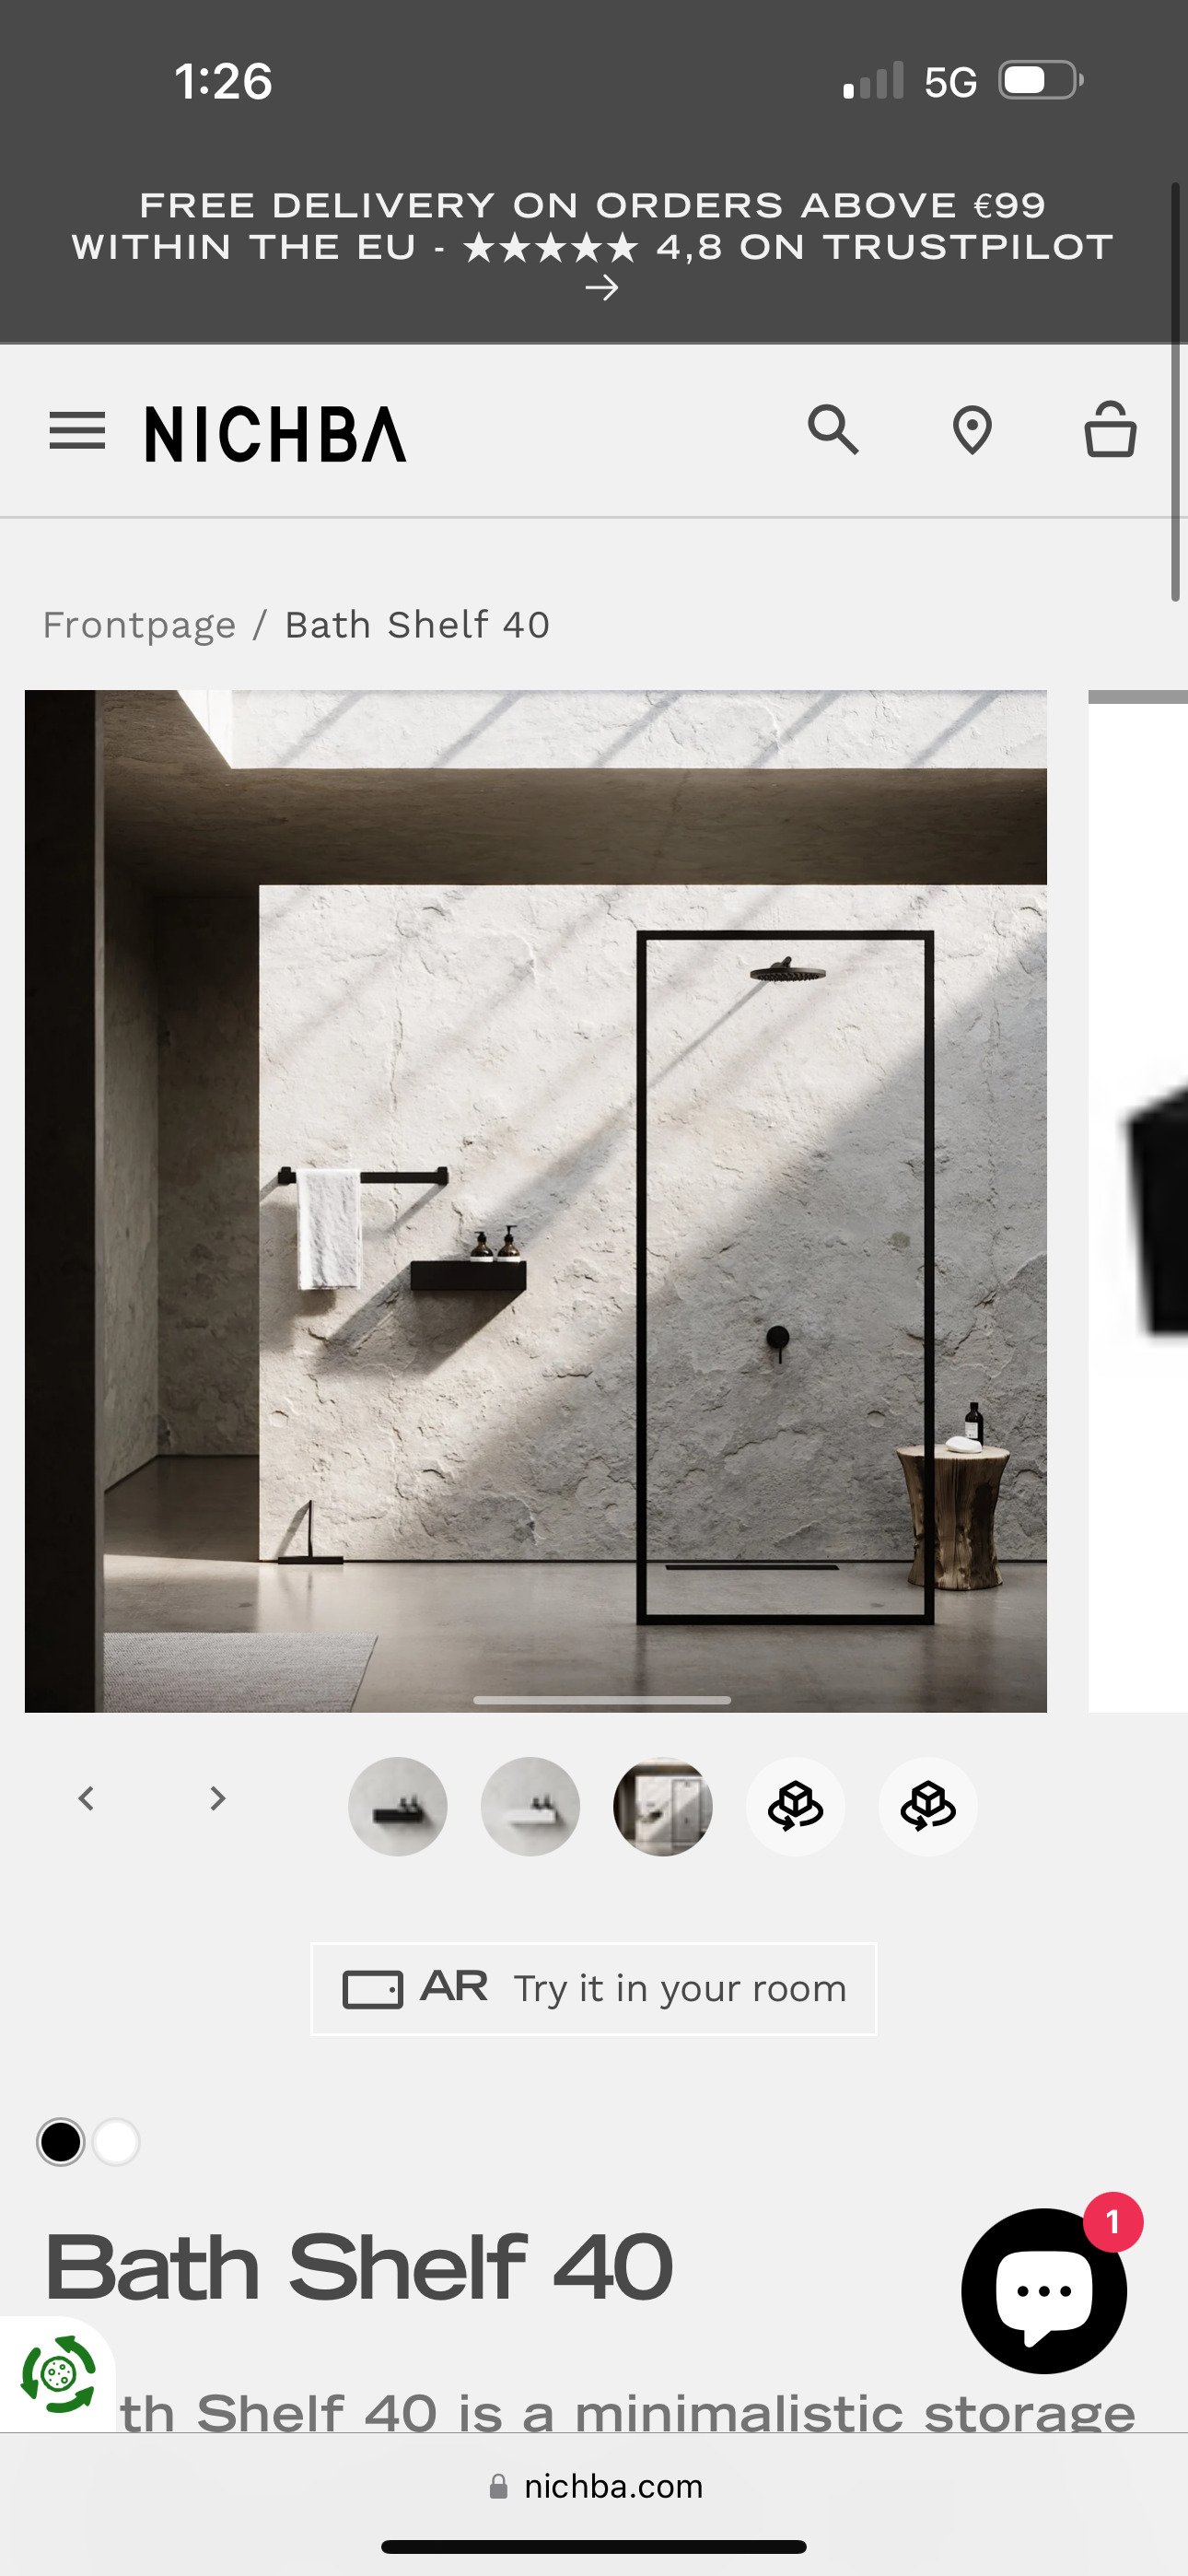 1:26
5G
FREE DELIVERY ON ORDERS ABOVE €99
WITHIN THE EU - ★★★★★ 4,8 ON TRUSTPILOT
→
NICHBA
Frontpage / Bath Shelf 40
AR Try it in your room
Bath Shelf 40
1
th Shelf 40 is a minimalistic storage
nichba.com